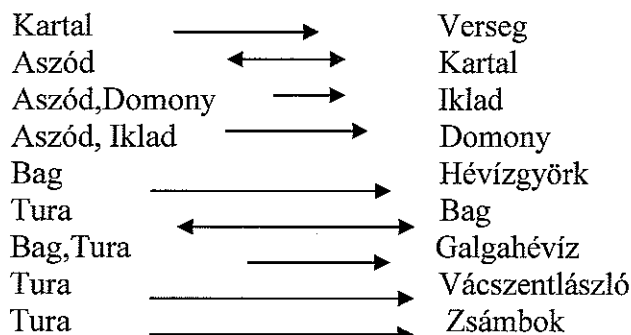 Kartal Verseg
Aszód Kartal
Aszód,Domony Iklad
Aszód, Iklad Domony
Bag Hévízgyörk
Tura Bag
Bag,Tura Galgahévíz
Tura Vácszentlászló
Tura Zsámbok